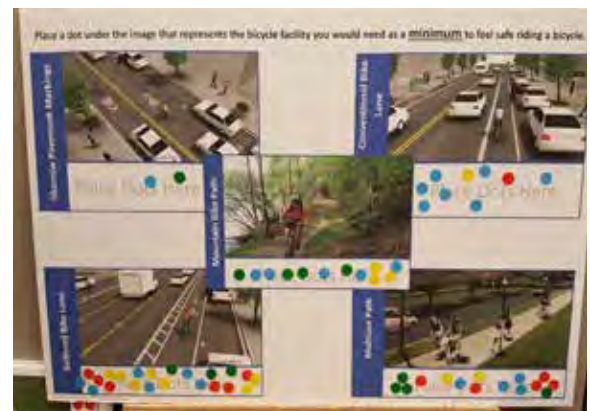 Place a dot under the image that represents the bicycle facility you would need as a minimum to feel safe riding a bicycle.
Sharrow Pavement Markings
Conventional Bike
Lane
Place Dots Here
Place Dots Here
Mountain Bike Path
Buffered Bike Lane
Multiuse Path